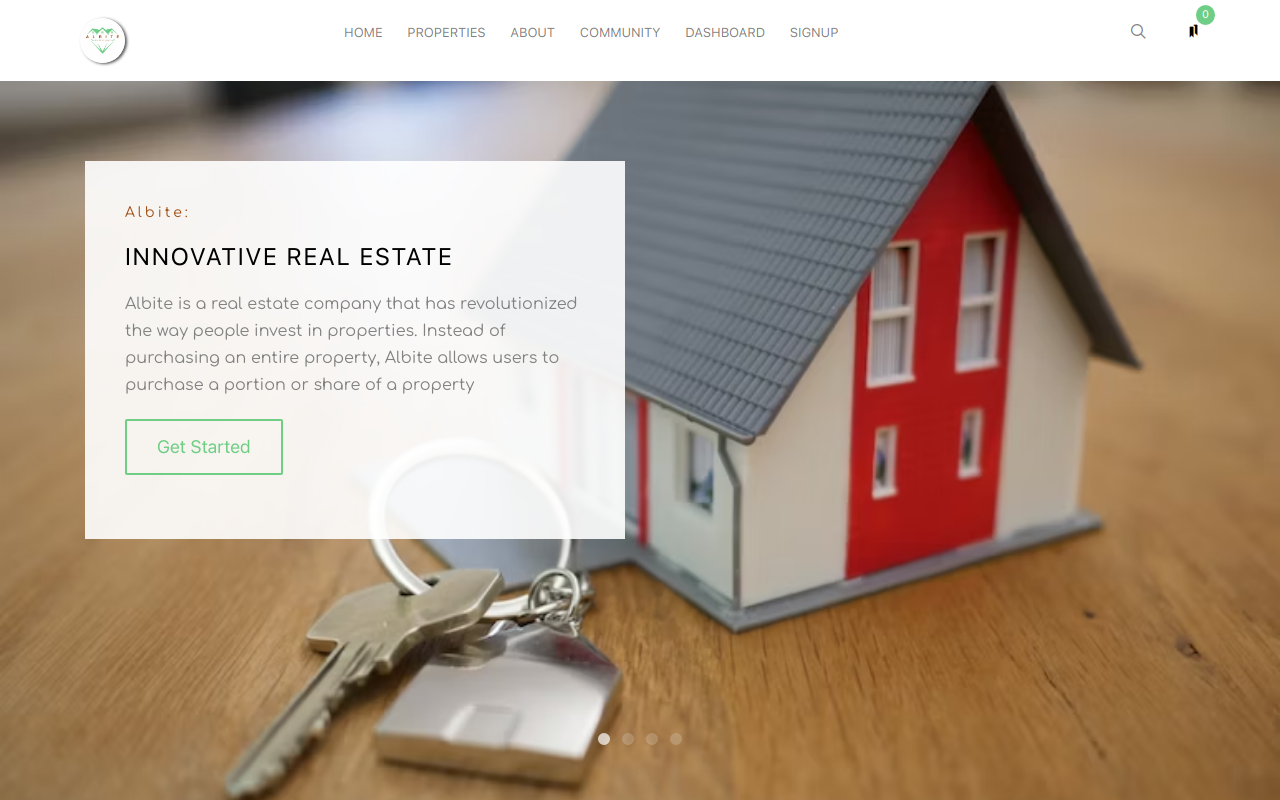 ALBITE
HOME PROPERTIES ABOUT COMMUNITY DASHBOARD SIGNUP
0
Albite:
INNOVATIVE REAL ESTATE
Albite is a real estate company that has revolutionized
the way people invest in properties. Instead of
purchasing an entire property, Albite allows users to
purchase a portion or share of a property
Get Started